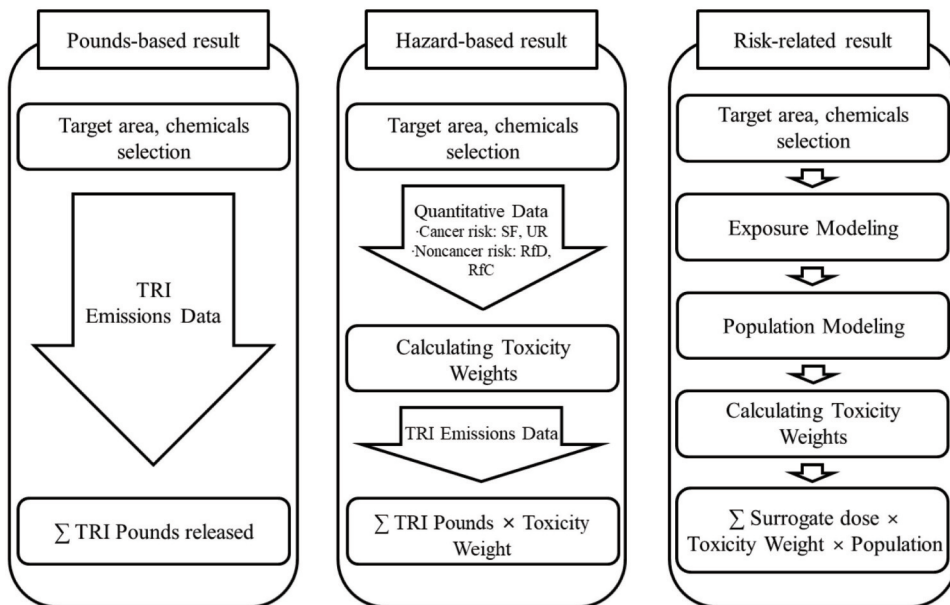 Pounds-based result
Target area, chemicals
selection
TRI
Emissions Data
∑ TRI Pounds released
Hazard-based result
Target area, chemicals
selection
Quantitative Data
·Cancer risk: SF, UR
·Noncancer risk: RfD,
RfC
Calculating Toxicity
Weights
TRI Emissions Data
∑ TRI Pounds × Toxicity
Weight
Risk-related result
Target area, chemicals
selection
Exposure Modeling
Population Modeling
Calculating Toxicity
Weights
∑ Surrogate dose ×
Toxicity Weight × Population